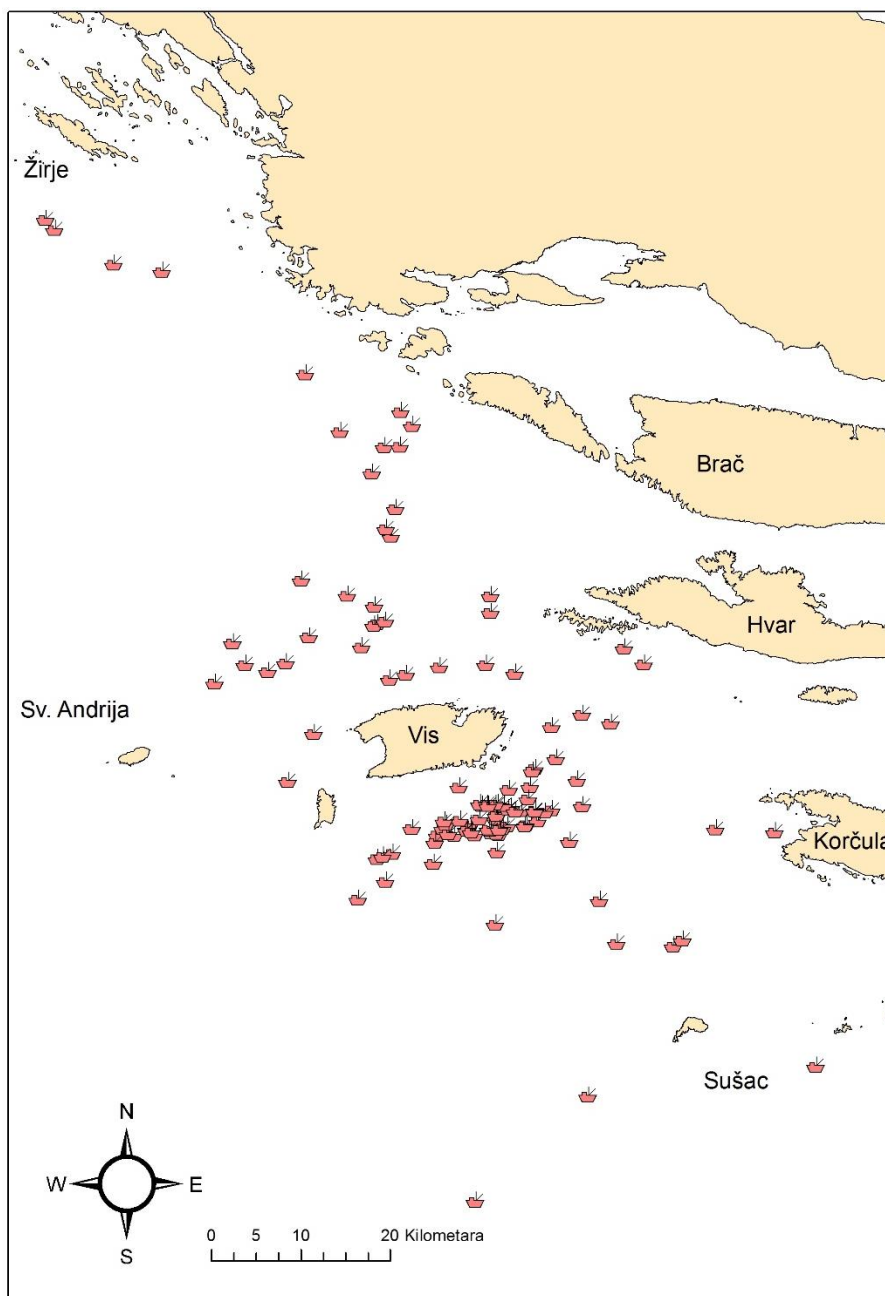 Žirje
Brač
Hvar
Sv. Andrija
Vis
Korčula
Sušac
N
W E
S
0 5 10 20 Kilometara